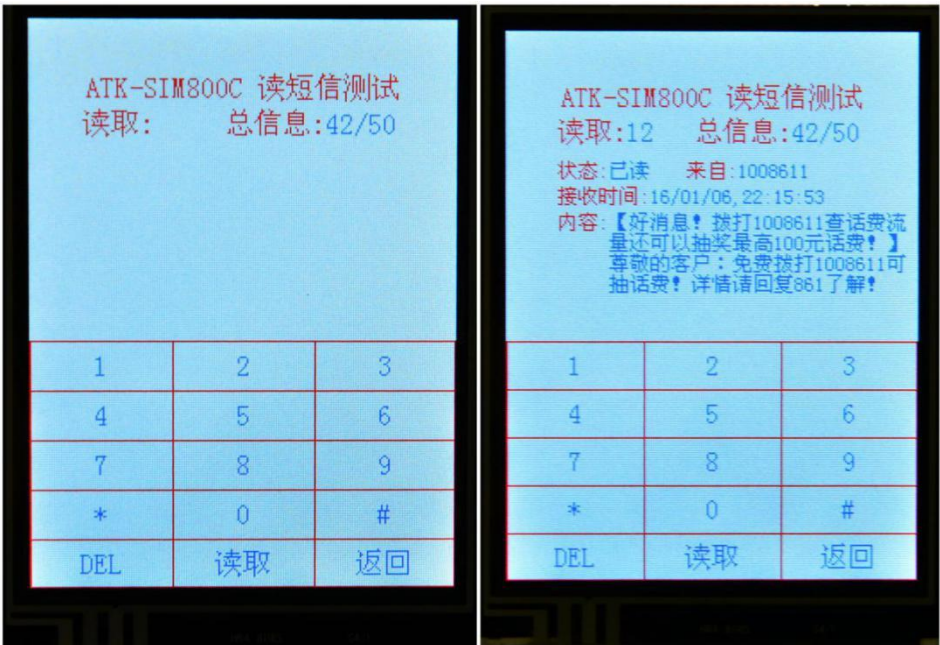 ATK-SIM800C 读短信测试
读取: 总信息:42/50
1 2 3
4 5 6
7 8 9
* 0 #
DEL 读取 返回
ATK-SIM800C 读短信测试
读取:12 总信息:42/50
状态:已读 来自:1008611
接收时间:16/01/06,22:15:53
内容:【好消息！拨打1008611查话费流
量还可以抽奖最高100元话费！】
尊敬的客户：免费拨打1008611可
抽话费！详情请回复861了解！
1 2 3
4 5 6
7 8 9
* 0 #
DEL 读取 返回